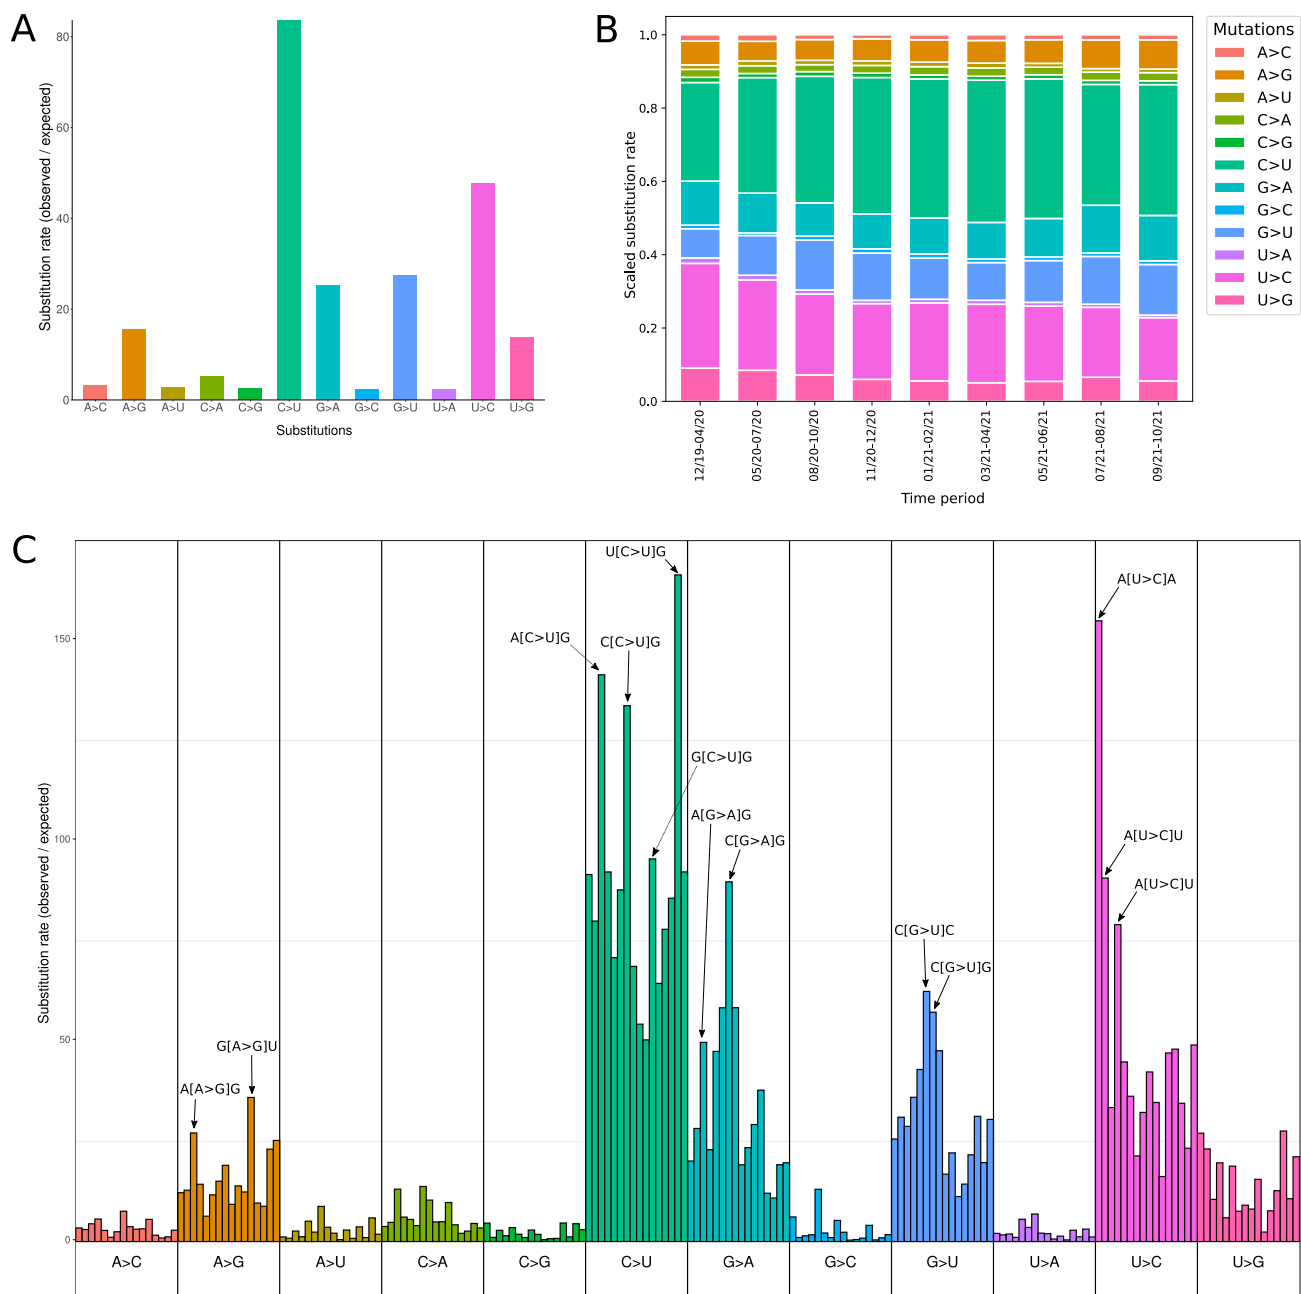 A
Substitution rate (observed / expected)
80
60
40
20
0
A>C A>G A>U C>A C>G C>U G>A G>C G>U U>A U>C U>G
Substitutions
B
Scaled substitution rate
1.0
0.8
0.6
0.4
0.2
0.0
12/19-04/20
05/20-07/20
08/20-10/20
11/20-12/20
01/21-02/21
03/21-04/21
05/21-06/21
07/21-08/21
09/21-10/21
Time period
Mutations
A>C
A>G
A>U
C>A
C>G
C>U
G>A
G>C
G>U
U>A
U>C
U>G
C
Substitution rate (observed / expected)
150
100
50
0
A[A>G]G
G[A>G]U
A[C>U]G
C[C>U]G
U[C>U]G
G[C>U]G
A[G>A]G
C[G>A]G
C[G>U]C
C[G>U]G
A[U>C]A
A[U>C]U
A[U>C]U
A>C A>G A>U C>A C>G C>U G>A G>C G>U U>A U>C U>G